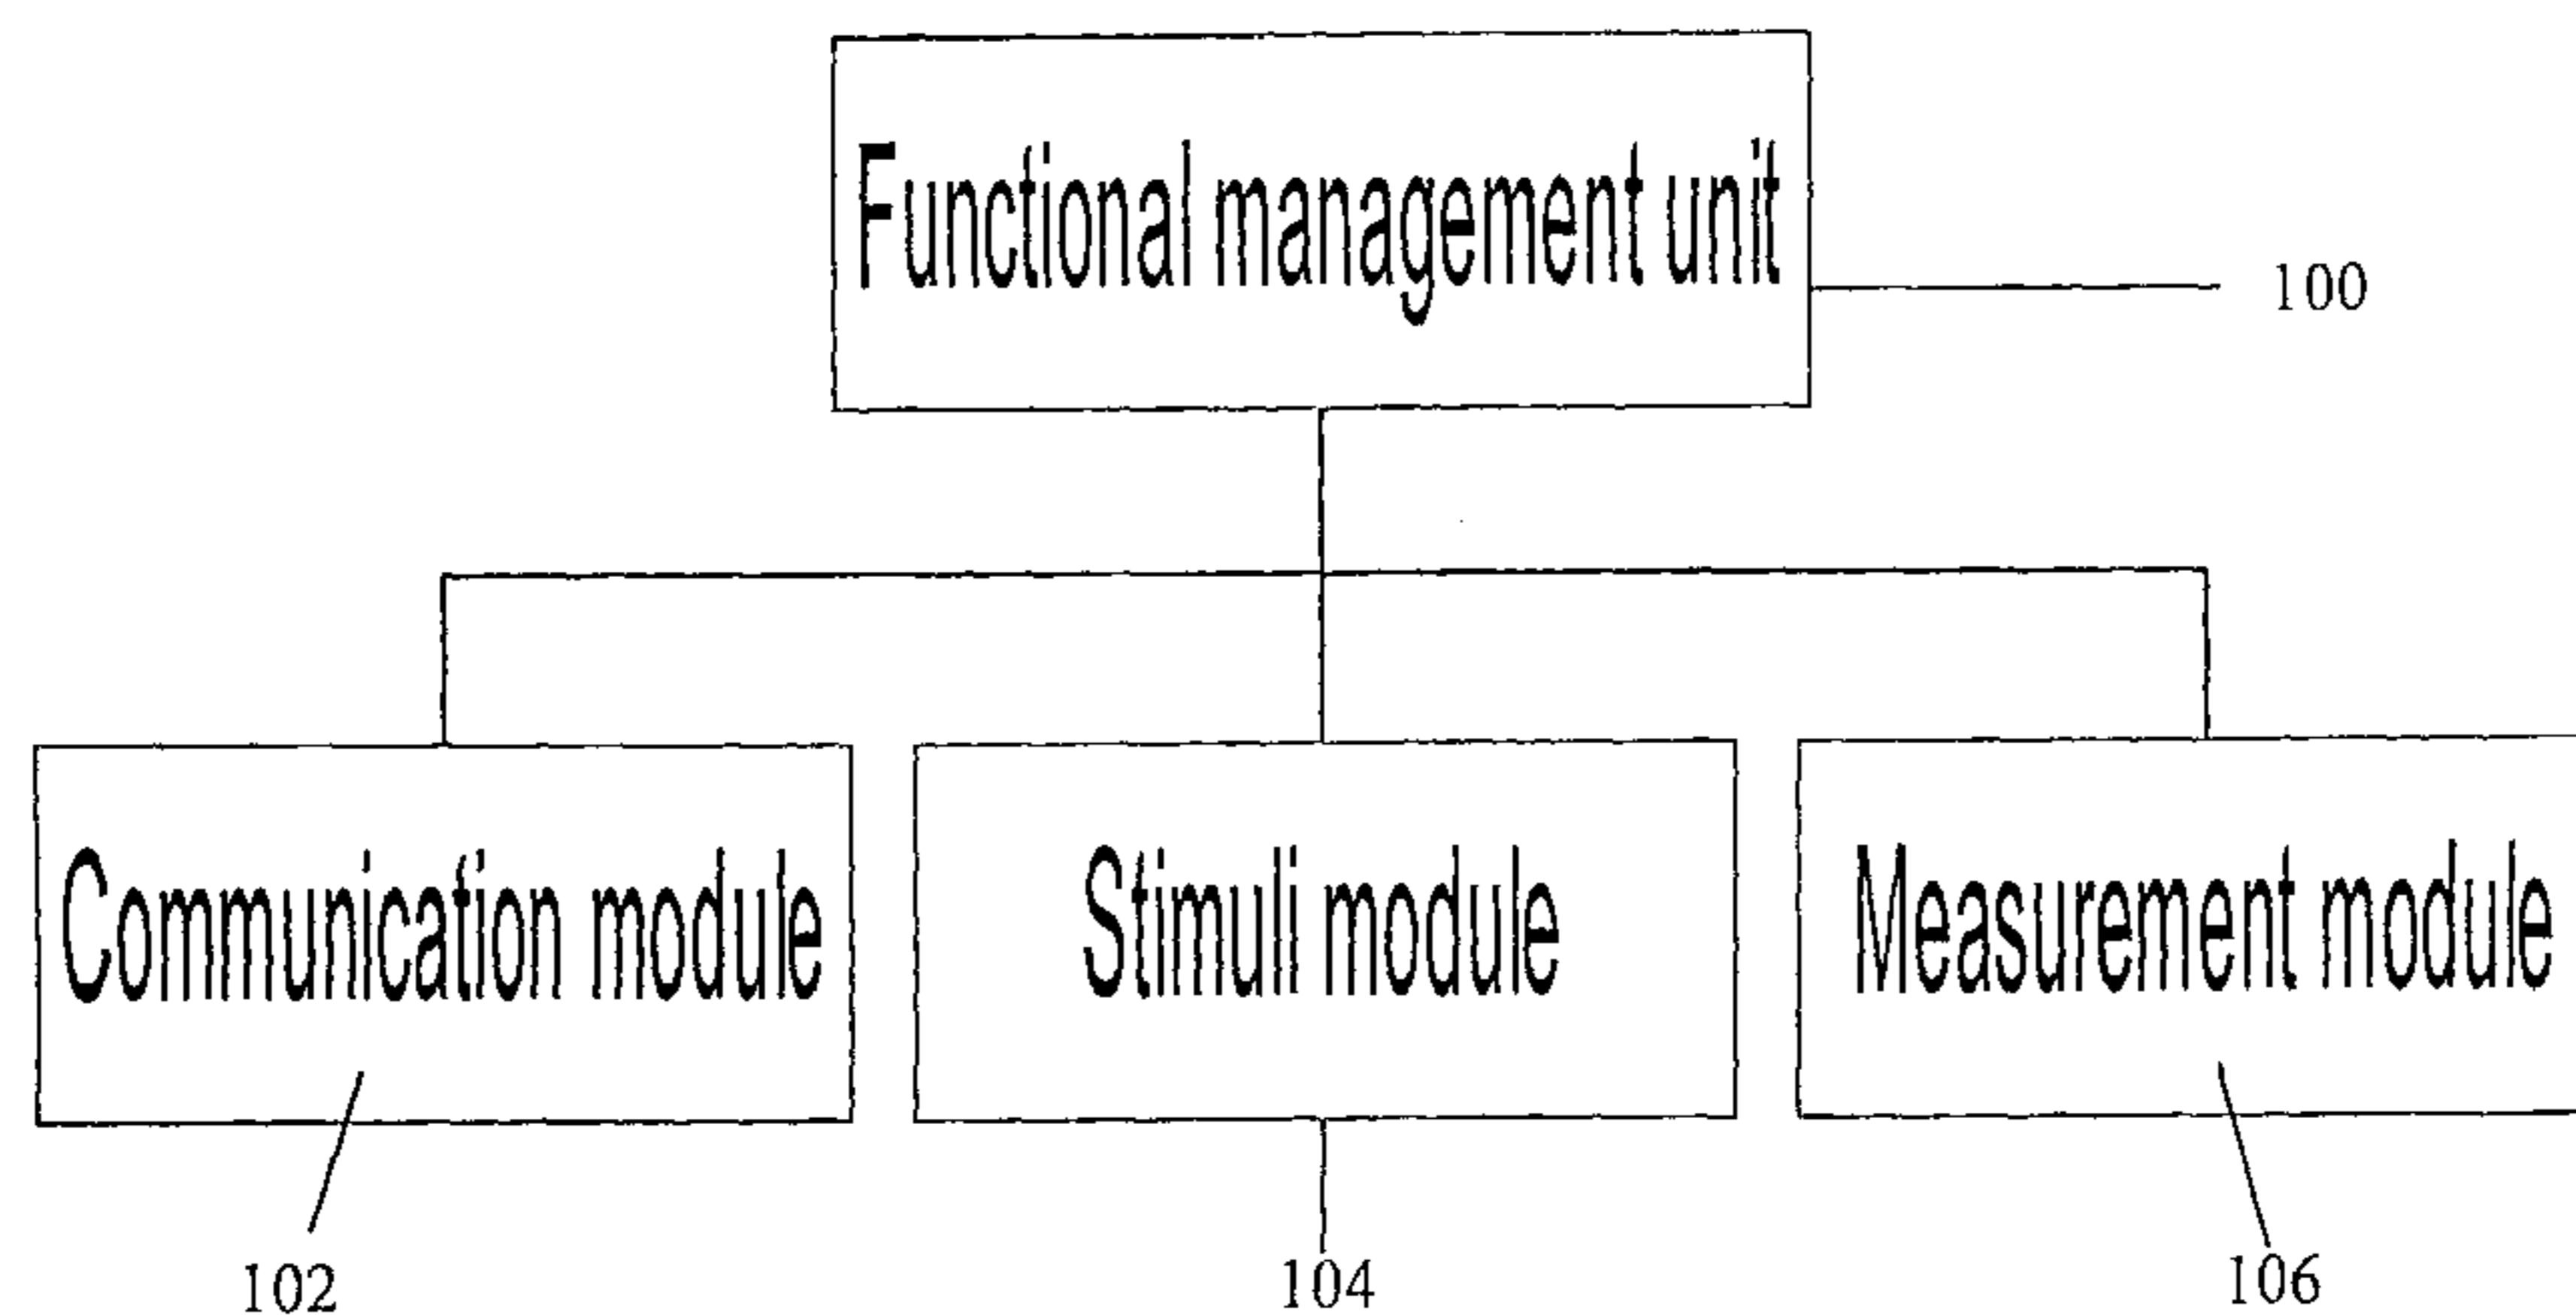 Functional management unit
100
Communication module
Stimuli module
Measurement module
102
104
106